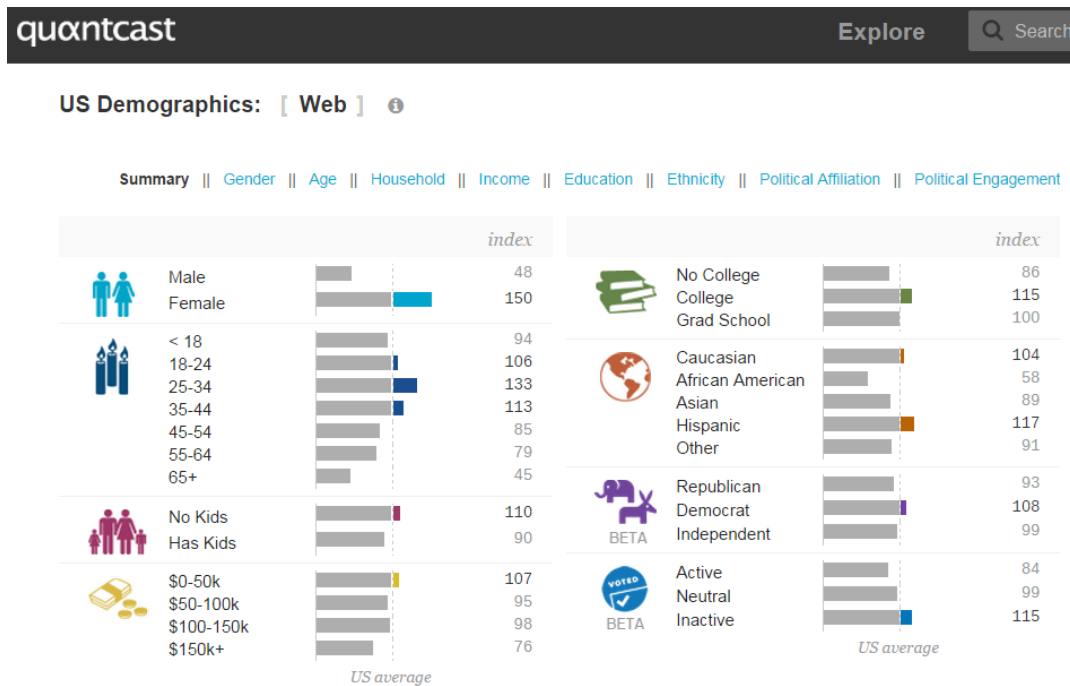 quantcast
Explore
Search
US Demographics: [ Web ] i
Summary || Gender || Age || Household || Income || Education || Ethnicity || Political Affiliation || Political Engagement
index
Male 48
Female 150
< 18 94
18-24 106
25-34 133
35-44 113
45-54 85
55-64 79
65+ 45
No Kids 110
Has Kids 90
$0-50k 107
$50-100k 95
$100-150k 98
$150k+ 76
US average
index
No College 86
College 115
Grad School 100
Caucasian 104
African American 58
Asian 89
Hispanic 117
Other 91
Republican 93
Democrat 108
Independent 99
BETA
VOTED
Active 84
Neutral 99
Inactive 115
BETA
US average